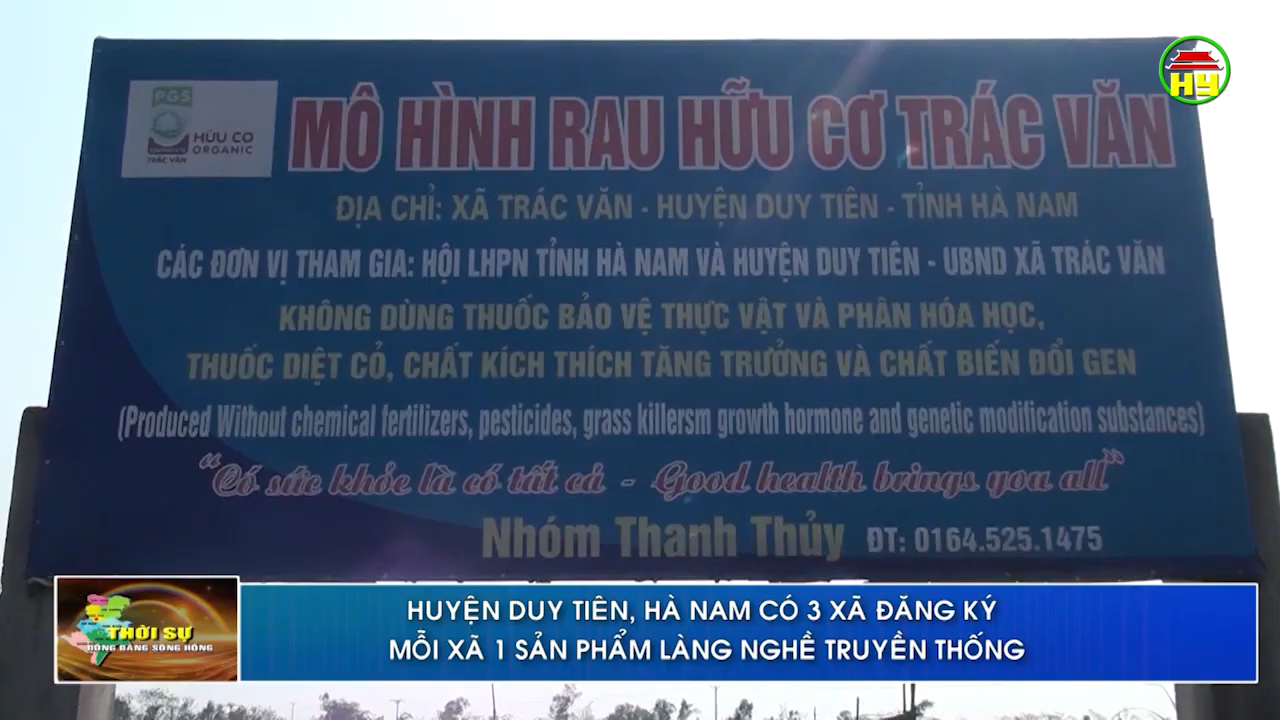 HY
PGS
HỮU CƠ
ORGANIC
TRÁC VĂN
MÔ HÌNH RAU HỮU CƠ TRÁC VĂN
ĐỊA CHỈ: XÃ TRÁC VĂN - HUYỆN DUY TIÊN - TỈNH HÀ NAM
CÁC ĐƠN VỊ THAM GIA: HỘI LHPN TỈNH HÀ NAM VÀ HUYỆN DUY TIÊN - UBND XÃ TRÁC VĂN
KHÔNG DÙNG THUỐC BẢO VỆ THỰC VẬT VÀ PHÂN HÓA HỌC,
THUỐC DIỆT CỎ, CHẤT KÍCH THÍCH TĂNG TRƯỞNG VÀ CHẤT BIẾN ĐỔI GEN
(Produced Without chemical fertilizers, pesticides, grass killersm growth hormone and genetic modification substances)
"Có sức khỏe là có tất cả - Good health brings you all"
Nhóm Thanh Thủy ĐT: 0164.525.1475
THỜI SỰ
ĐỒNG BẰNG SÔNG HỒNG
HUYỆN DUY TIÊN, HÀ NAM CÓ 3 XÃ ĐĂNG KÝ
MỖI XÃ 1 SẢN PHẨM LÀNG NGHỀ TRUYỀN THỐNG